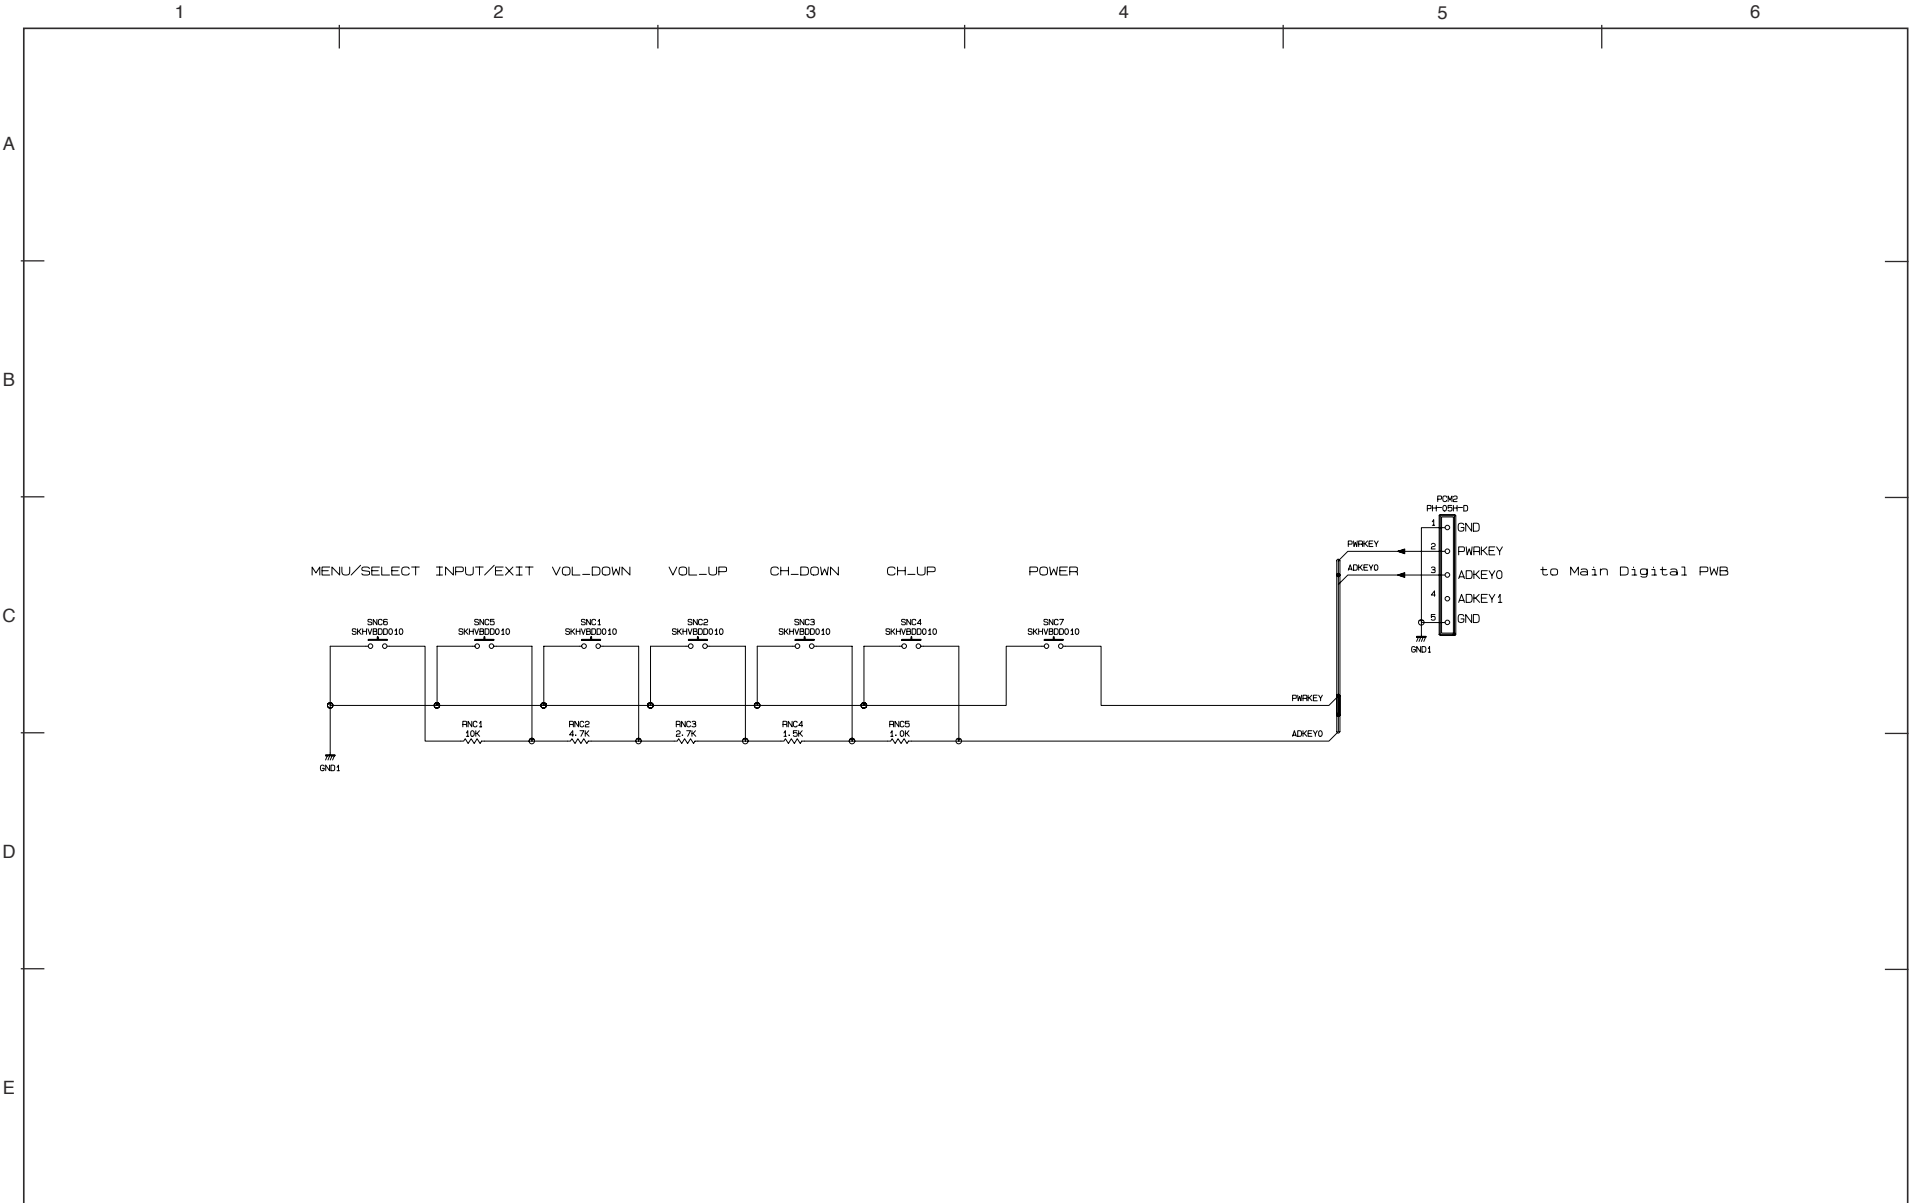 1 2 3 4 5 6
A
B
C
D
E
PCM2
PH-05H-D
1 GND
2 PWRKEY
3 ADKEY0
4 ADKEY1
5 GND
GND1
PWRKEY
ADKEY0
to Main Digital PWB
MENU/SELECT INPUT/EXIT VOL_DOWN VOL_UP CH_DOWN CH_UP POWER
SNC6 SNC5 SNC1 SNC2 SNC3 SNC4 SNC7
SKHVBDD010 SKHVBDD010 SKHVBDD010 SKHVBDD010 SKHVBDD010 SKHVBDD010 SKHVBDD010
PWRKEY
RNC1 RNC2 RNC3 RNC4 RNC5
10K 4.7K 2.7K 1.5K 1.0K
ADKEY0
GND1